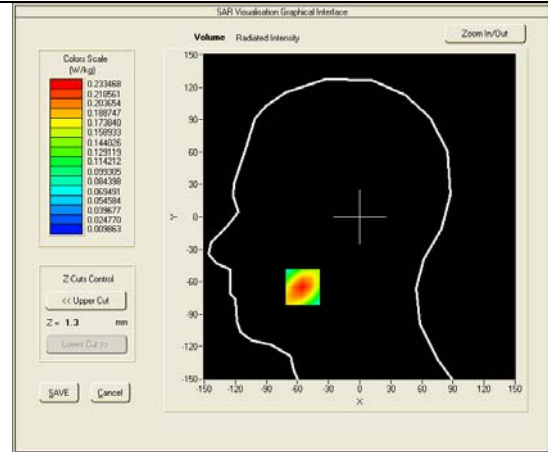 SAR Visualisation Graphical Interface
Volume Radiated Intensity
Zoom In/Out
Colors Scale
(W/kg)
0.233468
0.218561
0.203654
0.188747
0.173840
0.158933
0.144026
0.129119
0.114212
0.099305
0.084398
0.069491
0.054584
0.039677
0.024770
0.009863
Z Cuts Control
<< Upper Cut
Z = 1.3 mm
Lower Cut >>
SAVE Cancel
150-
120-
90-
60-
30-
0-
-30-
-60-
-90-
-120-
-150-
Y
-150 -120 -90 -60 -30 0 30 60 90 120 150
X